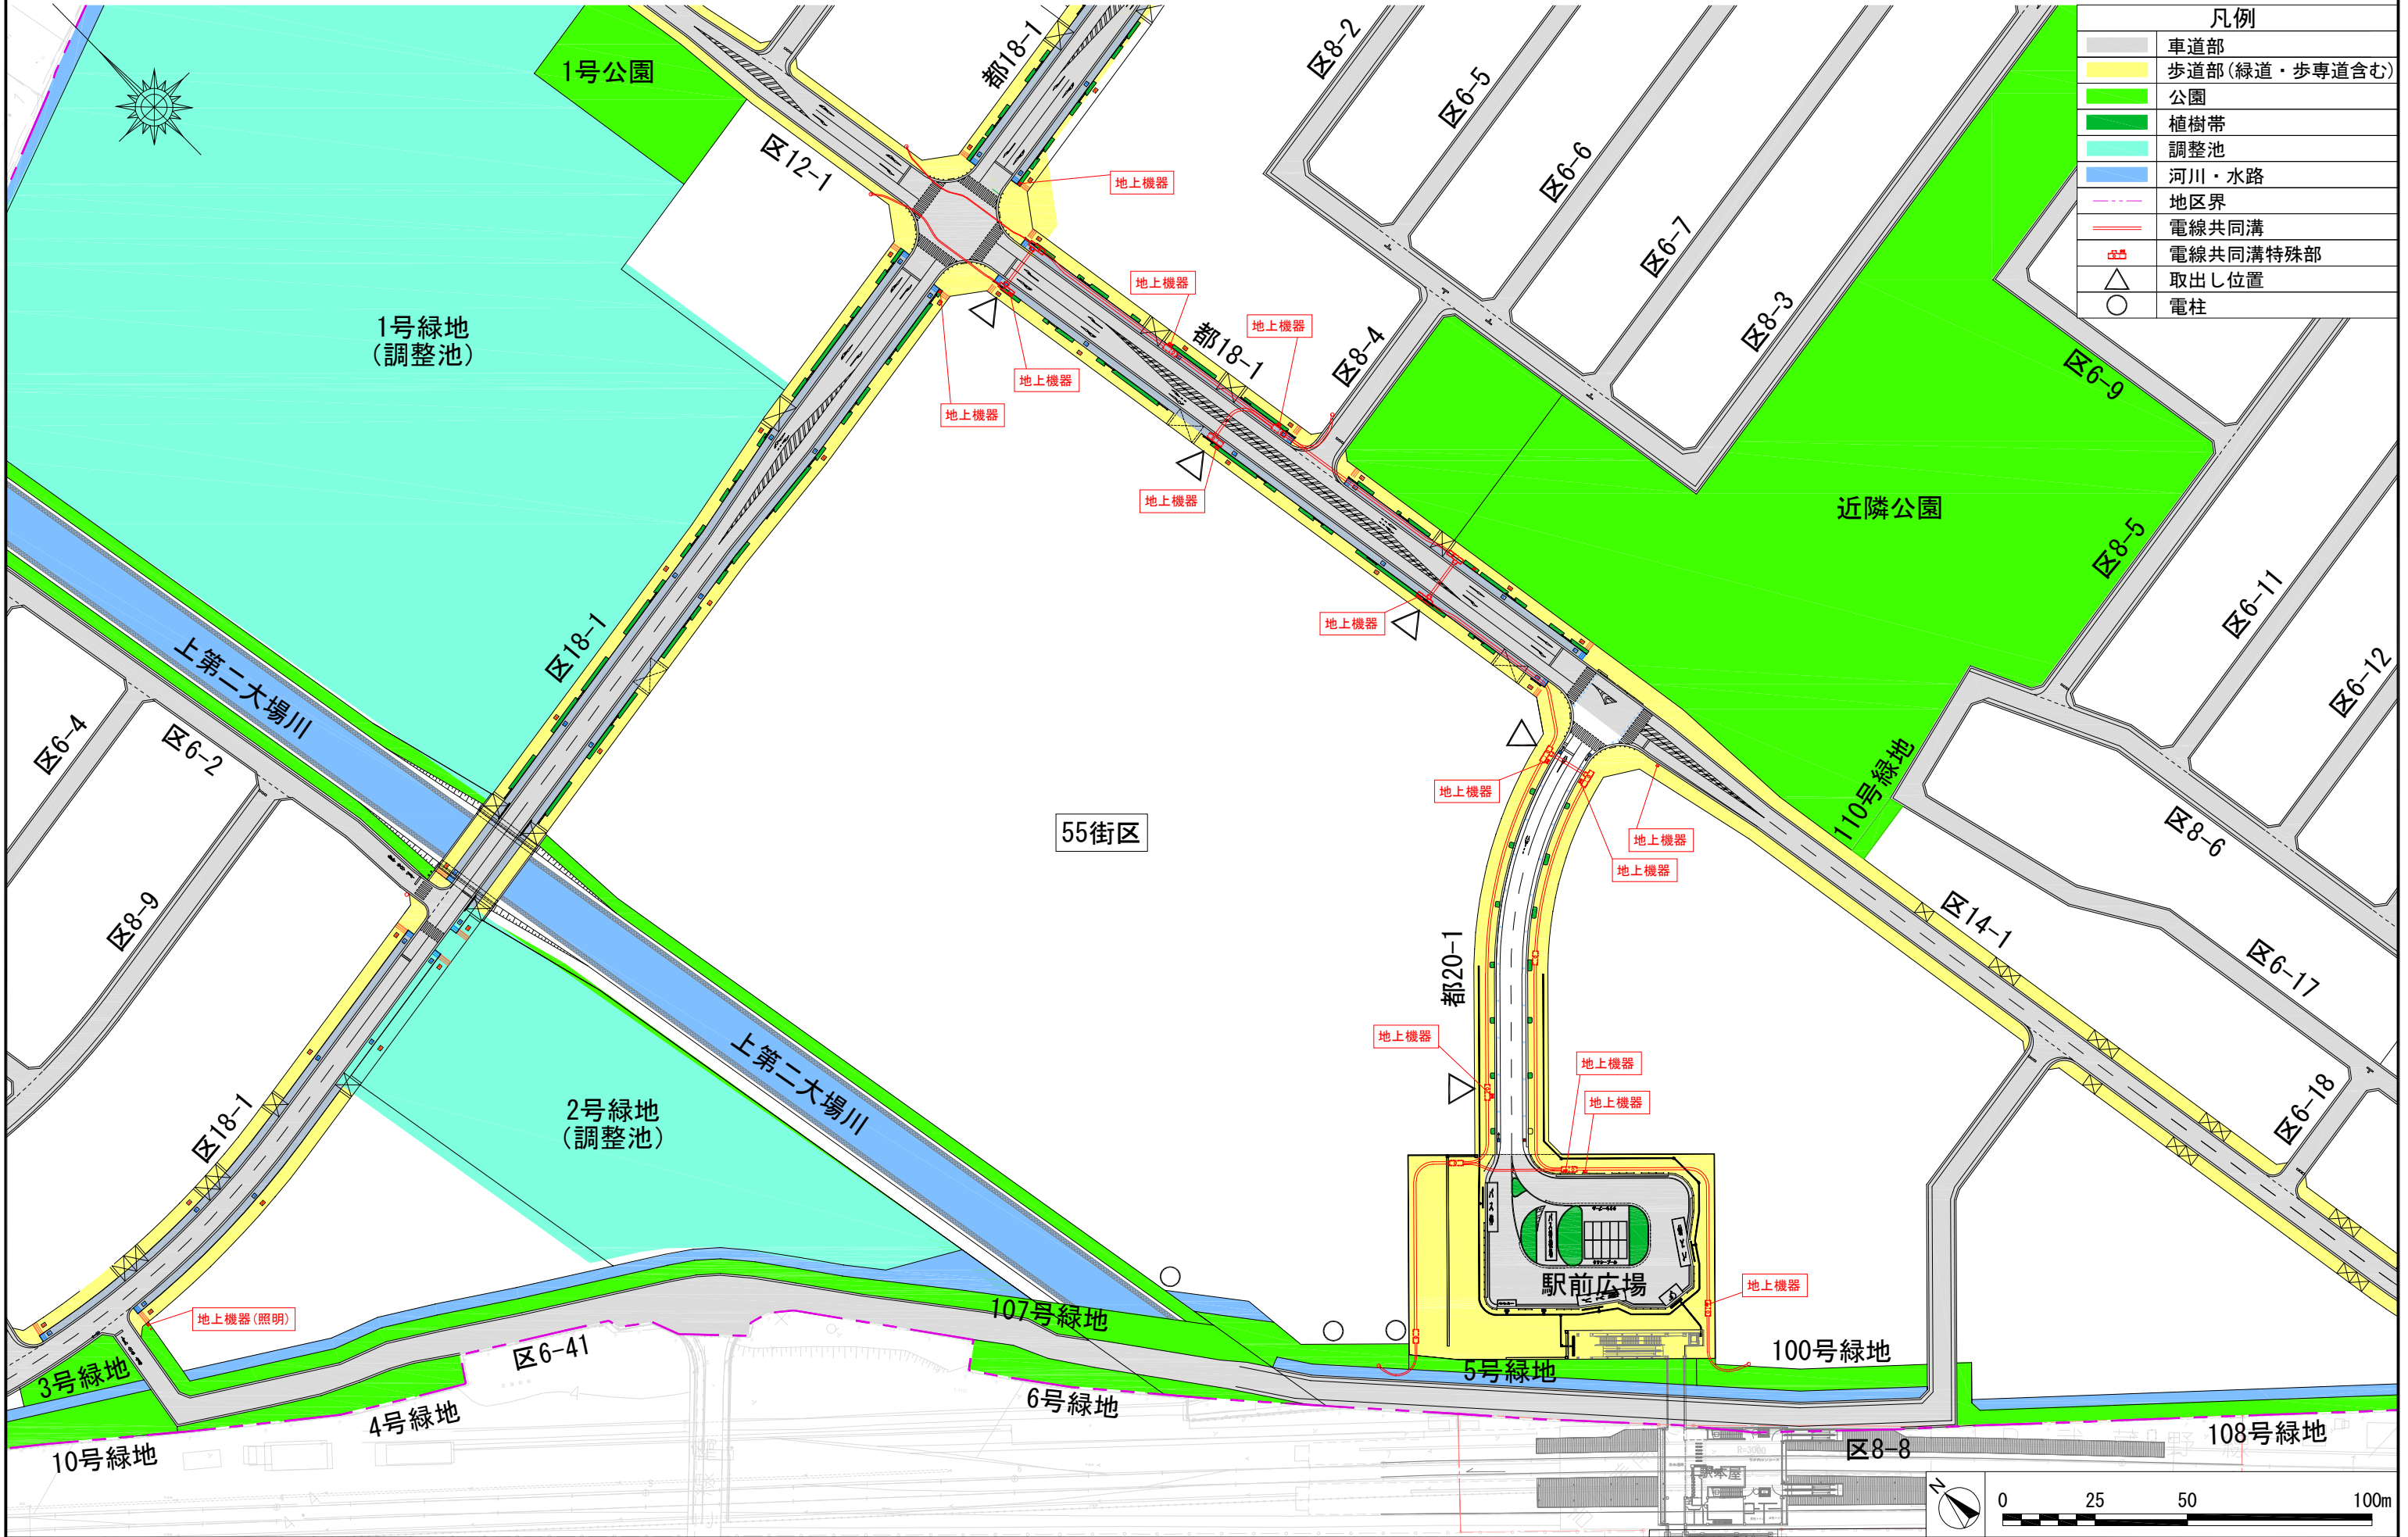 凡例
車道部
歩道部(緑道・歩専道含む)
公園
植樹帯
調整池
河川・水路
地区界
電線共同溝
電線共同溝特殊部
取出し位置
電柱
1号公園
都18-1
区8-2
区6-5
区6-6
区6-7
区8-3
区12-1
地上機器
地上機器
地上機器
都18-1
区8-4
区6-9
1号緑地
(調整池)
地上機器
地上機器
地上機器
近隣公園
区8-5
区6-11
区6-12
地上機器
区18-1
上第二大場川
区6-4
区6-2
区8-9
55街区
地上機器
地上機器
地上機器
110号緑地
区8-6
区14-1
区6-17
都20-1
地上機器
地上機器
地上機器
区6-18
上第二大場川
2号緑地
(調整池)
区18-1
バス停
駅前広場
地上機器
地上機器(照明)
107号緑地
区6-41
3号緑地
4号緑地
10号緑地
6号緑地
5号緑地
100号緑地
区8-8
108号緑地
駅本屋
R=3000
N
0 25 50 100m